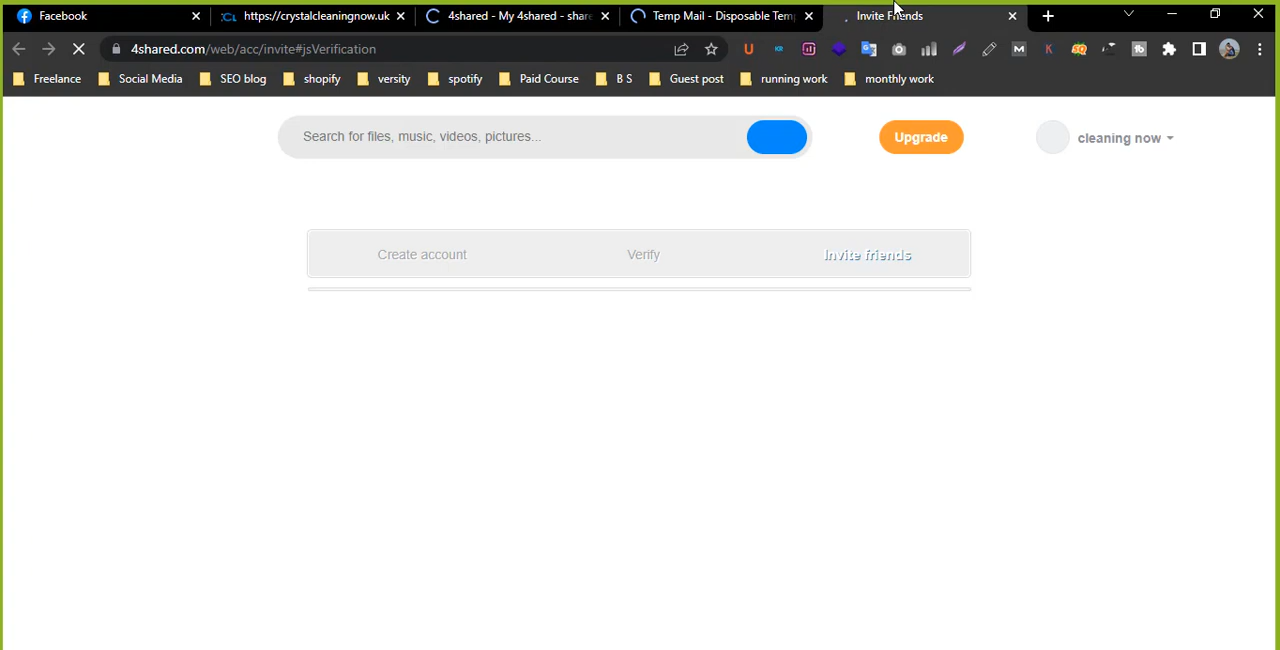 Facebook
CL https://crystalcleaningnow.uk
4shared - My 4shared - share
Temp Mail - Disposable Temp
Invite Friends
4shared.com/web/acc/invite#jsVerification
Freelance
Social Media
SEO blog
shopify
versity
spotify
Paid Course
B S
Guest post
running work
monthly work
Search for files, music, videos, pictures...
Upgrade
cleaning now
Create account
Verify
Invite friends